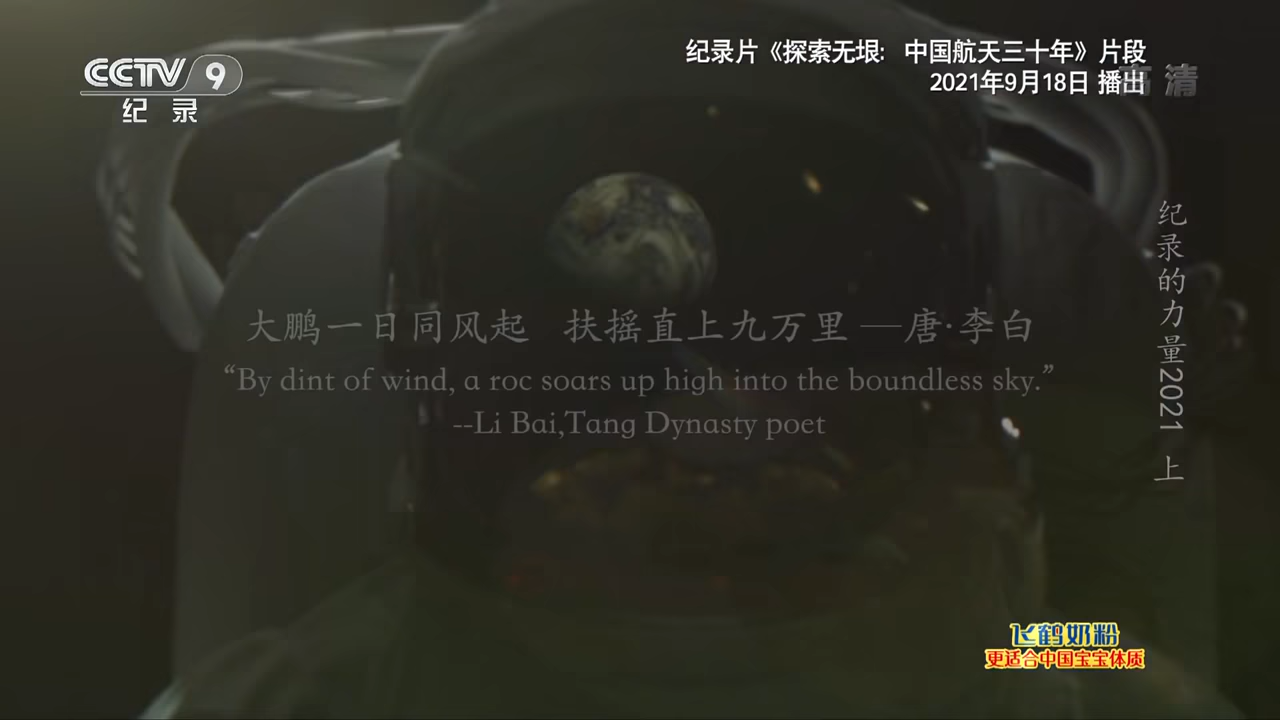 CCTV 9
纪录
纪录片《探索无垠: 中国航天三十年》片段
2021年9月18日 播出
高清
纪录的力量2021 上
大鹏一日同风起 扶摇直上九万里 —唐·李白
“By dint of wind, a roc soars up high into the boundless sky.”
--Li Bai,Tang Dynasty poet
飞鹤奶粉
更适合中国宝宝体质